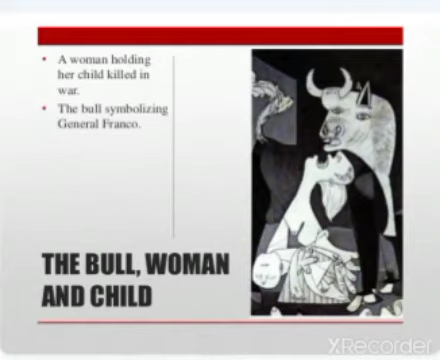 • A woman holding
her child killed in
war.
• The bull symbolizing
General Franco.
THE BULL, WOMAN
AND CHILD
XRecorder